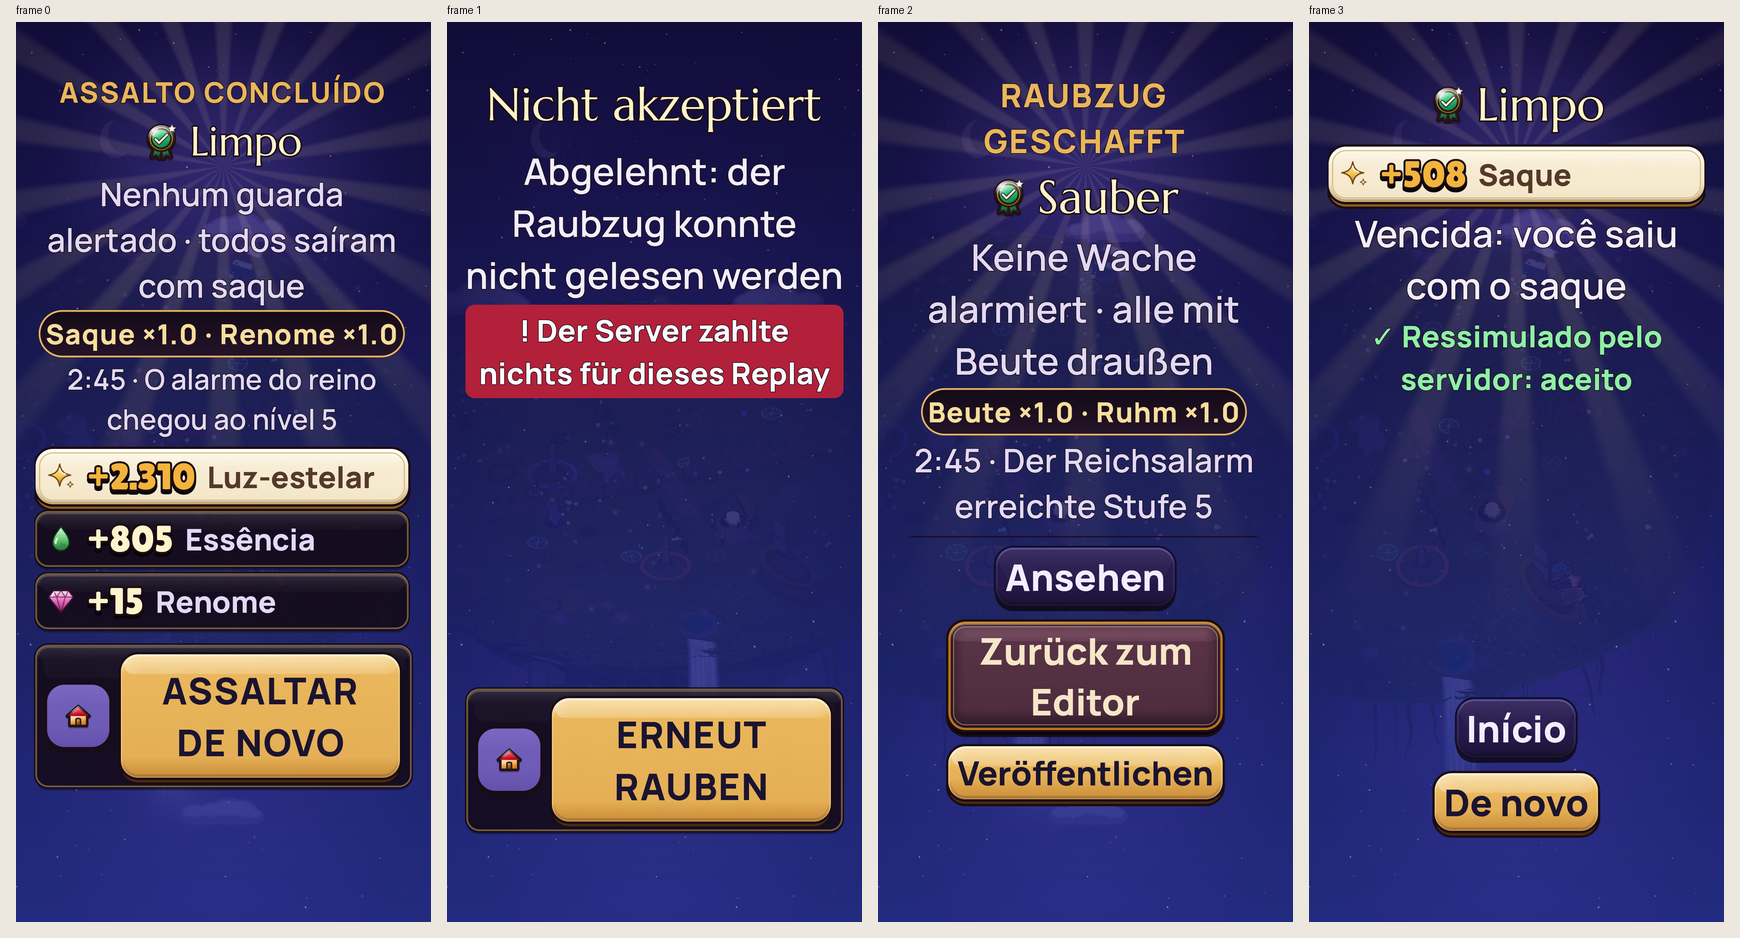 frame 0
ASSALTO CONCLUÍDO
Limpo
Nenhum guarda
alertado · todos saíram
com saque
Saque ×1.0 · Renome ×1.0
2:45 · O alarme do reino
chegou ao nível 5
+2.310 Luz-estelar
+805 Essência
+15 Renome
ASSALTAR
DE NOVO
frame 1
Nicht akzeptiert
Abgelehnt: der
Raubzug konnte
nicht gelesen werden
! Der Server zahlte
nichts für dieses Replay
ERNEUT
RAUBEN
frame 2
RAUBZUG
GESCHAFFT
Sauber
Keine Wache
alarmiert · alle mit
Beute draußen
Beute ×1.0 · Ruhm ×1.0
2:45 · Der Reichsalarm
erreichte Stufe 5
Ansehen
Zurück zum
Editor
Veröffentlichen
frame 3
Limpo
+508 Saque
Vencida: você saiu
com o saque
✓ Ressimulado pelo
servidor: aceito
Início
De novo